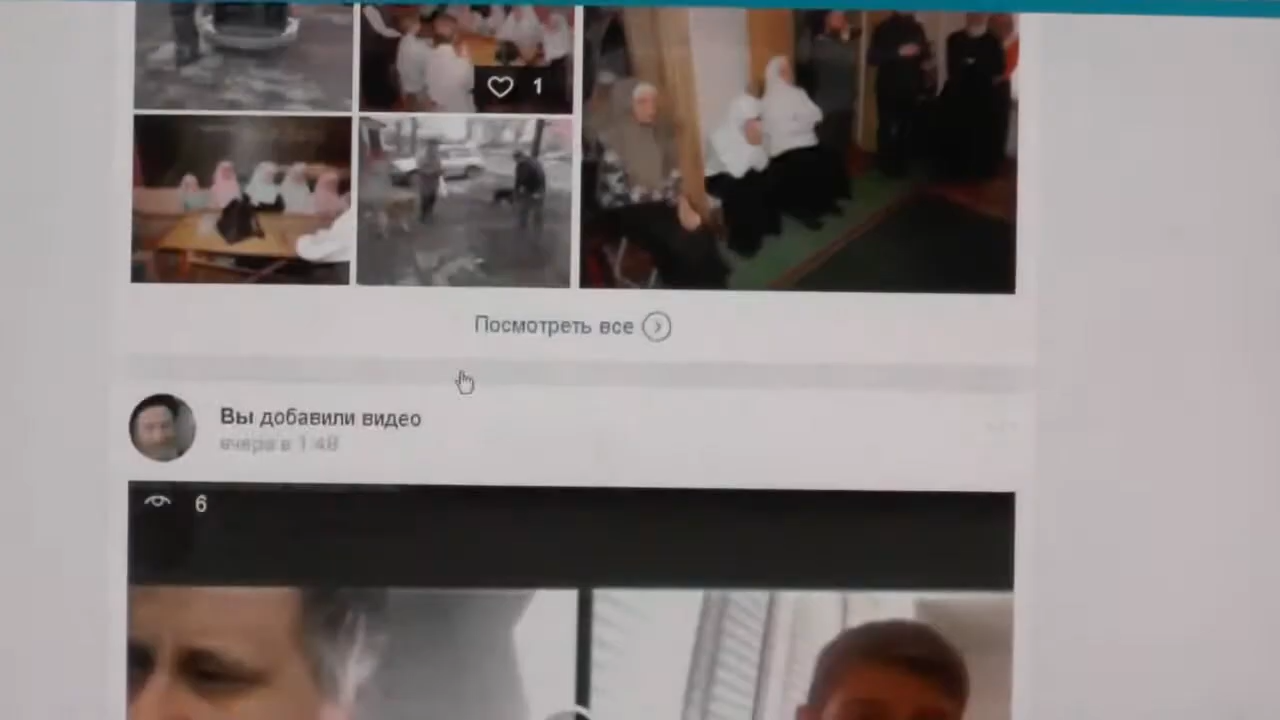 1
Посмотреть все
Вы добавили видео
вчера в 1:48
6